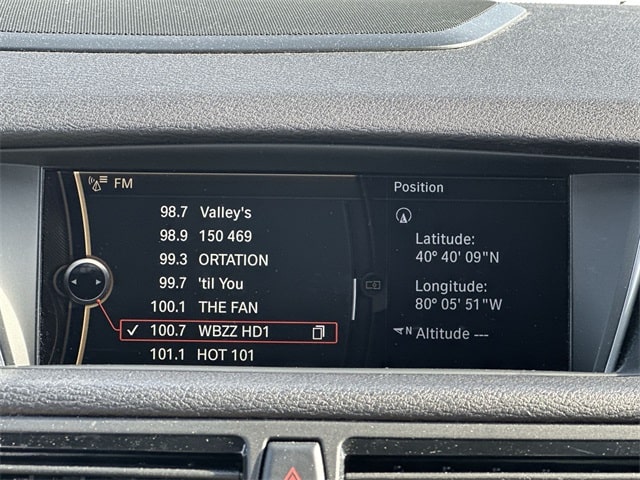 FM
98.7 Valley's
98.9 150 469
99.3 ORTATION
99.7 'til You
100.1 THE FAN
100.7 WBZZ HD1
101.1 HOT 101
Position
Latitude:
40° 40' 09"N
Longitude:
80° 05' 51"W
N Altitude ---